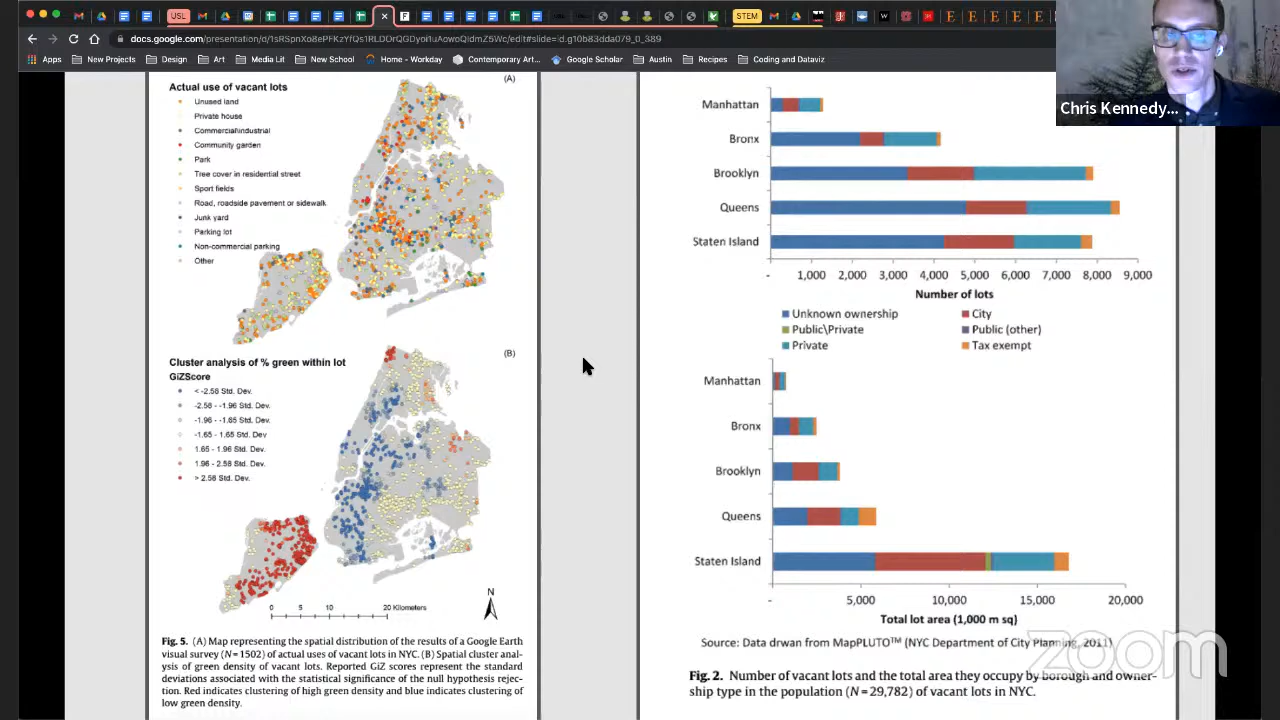 USL
STEM
docs.google.com/presentation/d/1sRSpnXo8ePFKzYfQs1RLDOrQGDyoi1uAowoQldmZ5Wc/edit#slide=id.g10b83dda079_0_389
Apps
New Projects
Design
Art
Media Lit
New School
Home - Workday
Contemporary Art...
Google Scholar
Austin
Recipes
Coding and Dataviz
Chris Kennedy...
Actual use of vacant lots
(A)
Unused land
Private house
Commercial\industrial
Community garden
Park
Tree cover in residential street
Sport fields
Road, roadside pavement or sidewalk
Junk yard
Parking lot
Non-commercial parking
Other
Cluster analysis of % green within lot
(B)
GiZScore
< -2.58 Std. Dev.
-2.58 - -1.96 Std. Dev.
-1.96 - -1.65 Std. Dev.
-1.65 - 1.65 Std. Dev
1.65 - 1.96 Std. Dev.
1.96 - 2.58 Std. Dev.
> 2.58 Std. Dev.
N
0 5 10 20 Kilometers
Fig. 5. (A) Map representing the spatial distribution of the results of a Google Earth
visual survey (N = 1502) of actual uses of vacant lots in NYC. (B) Spatial cluster anal-
ysis of green density of vacant lots. Reported GiZ scores represent the standard
deviations associated with the statistical significance of the null hypothesis rejec-
tion. Red indicates clustering of high green density and blue indicates clustering of
low green density.
Manhattan
Bronx
Brooklyn
Queens
Staten Island
- 1,000 2,000 3,000 4,000 5,000 6,000 7,000 8,000 9,000
Number of lots
Unknown ownership
City
Public\Private
Public (other)
Private
Tax exempt
Manhattan
Bronx
Brooklyn
Queens
Staten Island
- 5,000 10,000 15,000 20,000
Total lot area (1,000 m sq)
Source: Data drwan from MapPLUTO™ (NYC Department of City Planning, 2011)
Fig. 2. Number of vacant lots and the total area they occupy by borough and owner-
ship type in the population (N = 29,782) of vacant lots in NYC.
zoom